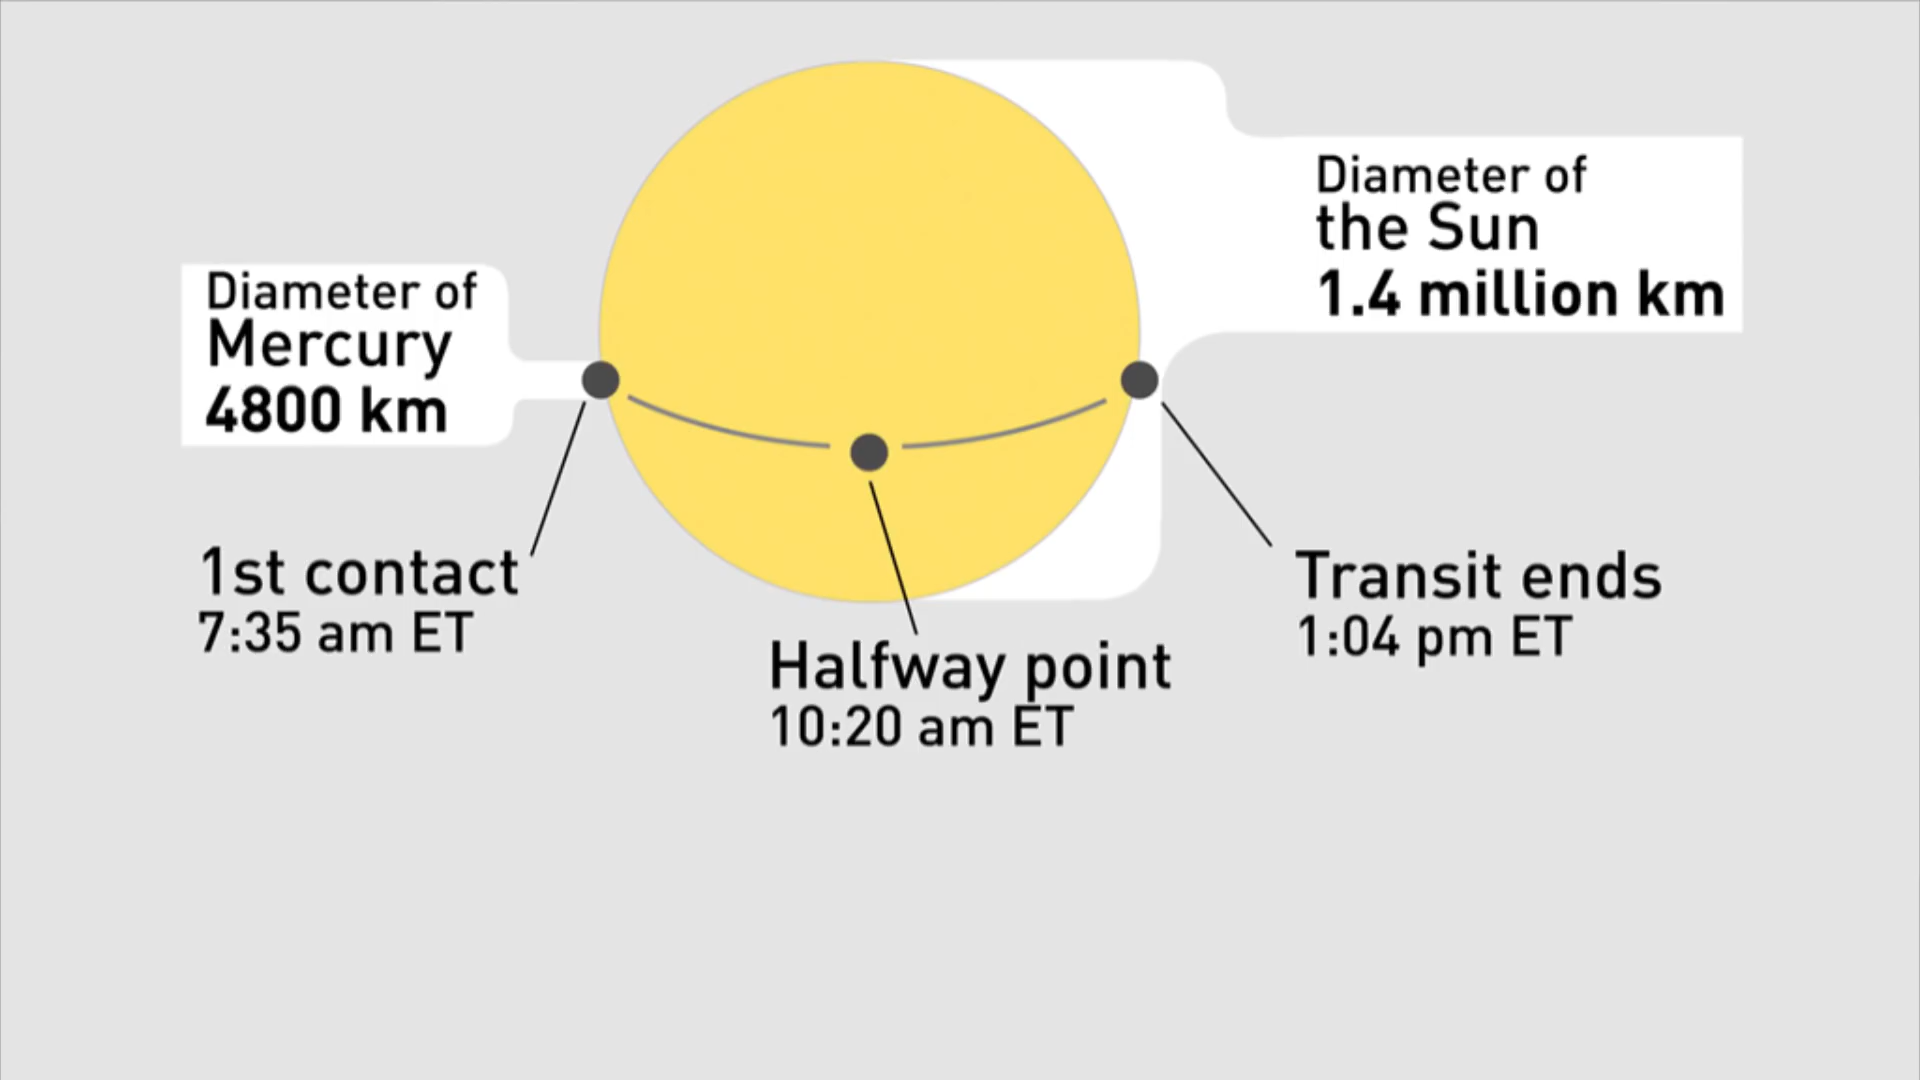 Diameter of
the Sun
1.4 million km
Diameter of
Mercury
4800 km
1st contact
7:35 am ET
Halfway point
10:20 am ET
Transit ends
1:04 pm ET